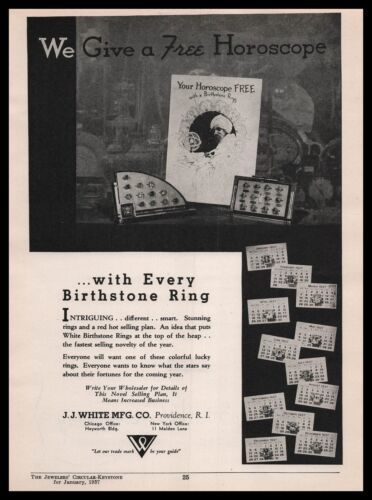 We Give a Free Horoscope
Your Horoscope FREE
with a Birthstone Ring
...with Every
Birthstone Ring
INTRIGUING . . different . . smart. Stunning
rings and a red hot selling plan. An idea that puts
White Birthstone Rings at the top of the heap . .
the fastest selling novelty of the year.
Everyone will want one of these colorful lucky
rings. Everyone wants to know what the stars say
about their fortunes for the coming year.
Write Your Wholesaler for Details of
This Novel Selling Plan, It
Means Increased Business
J. J. WHITE MFG. CO. Providence, R. I.
Chicago Office:
Heyworth Bldg.
New York Office:
11 Maiden Lane
W
"Let our trade mark
be your guide"
THE JEWELERS' CIRCULAR-KEYSTONE
for January, 1937
25